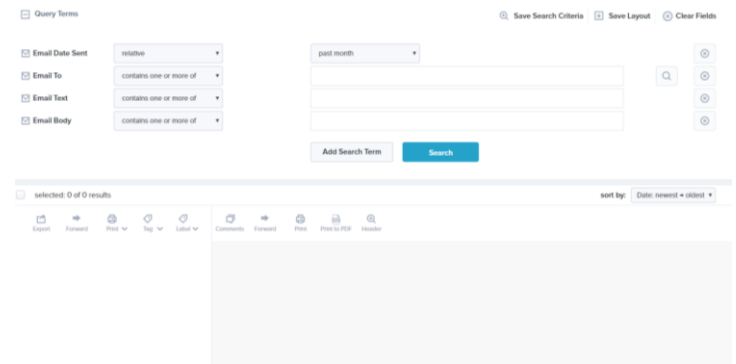 Query Terms
Save Search Criteria Save Layout Clear Fields
Email Date Sent relative past month
Email To contains one or more of
Email Text contains one or more of
Email Body contains one or more of
Add Search Term Search
selected: 0 of 0 results sort by: Date: newest → oldest
Export Forward Print Tag Label Comments Forward Print Print to PDF Header